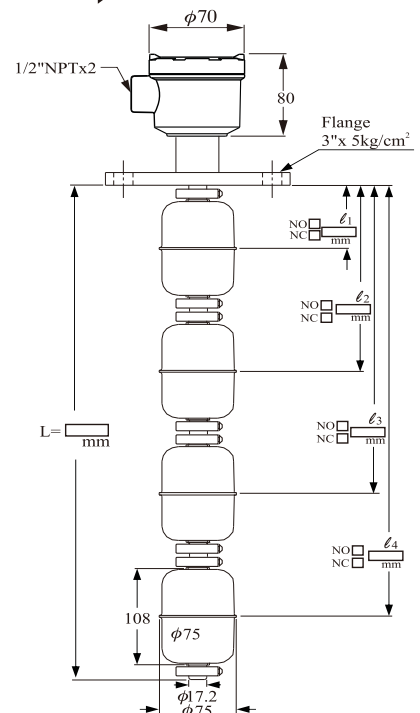 φ70
1/2"NPTx2
80
Flange
3"x 5kg/cm²
NO ℓ1
NC mm
NO ℓ2
NC mm
L= mm
NO ℓ3
NC mm
NO ℓ4
NC mm
108
φ75
φ17.2
φ75